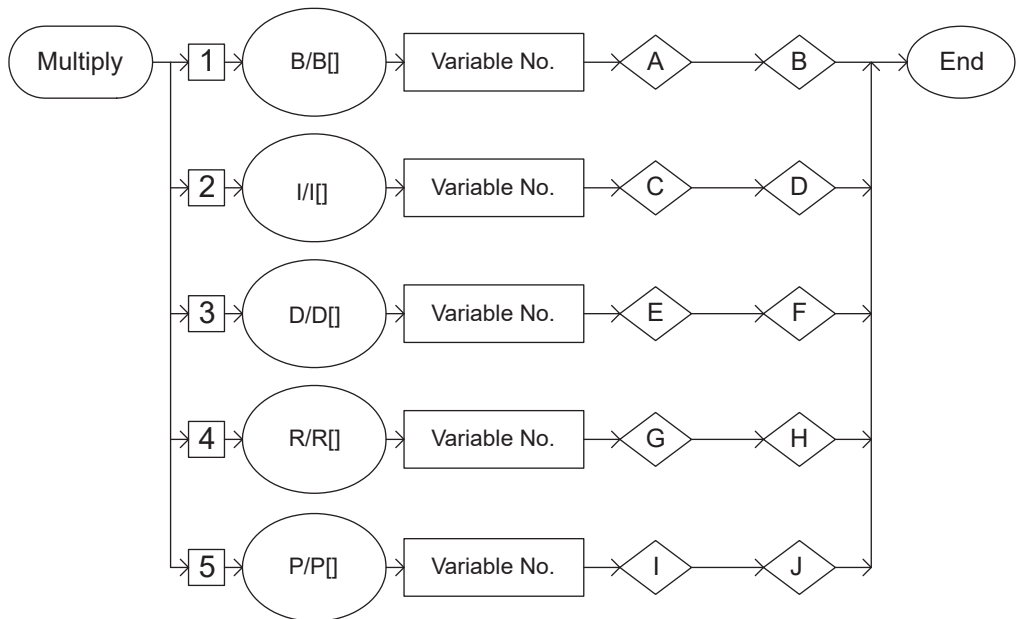 Multiply 1 B/B[] Variable No. A B End
2 I/I[] Variable No. C D
3 D/D[] Variable No. E F
4 R/R[] Variable No. G H
5 P/P[] Variable No. I J